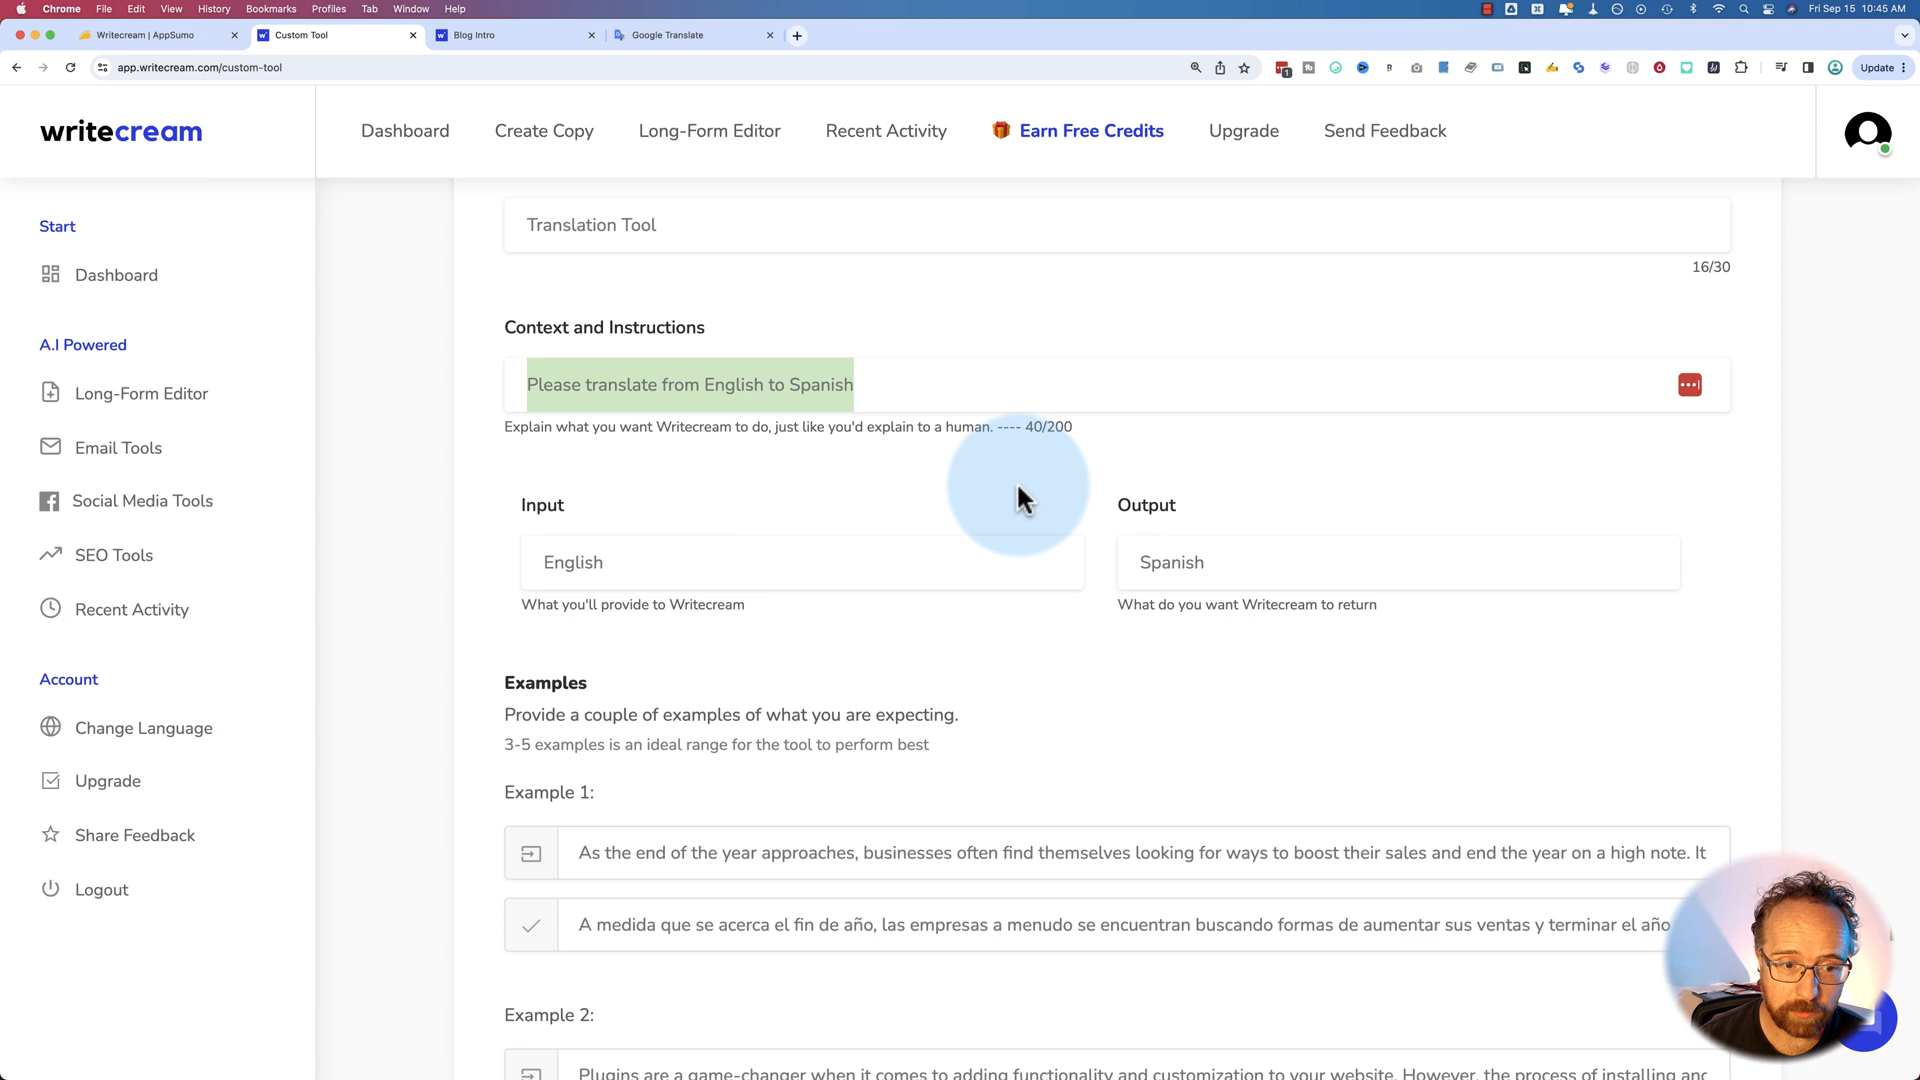 Chrome File Edit View History Bookmarks Profiles Tab Window Help Fri Sep 15 10:45 AM
Writecream | AppSumo Custom Tool Blog Intro Google Translate
app.writecream.com/custom-tool Update
writecream
Dashboard Create Copy Long-Form Editor Recent Activity Earn Free Credits Upgrade Send Feedback
Start
Dashboard
A.I Powered
Long-Form Editor
Email Tools
Social Media Tools
SEO Tools
Recent Activity
Account
Change Language
Upgrade
Share Feedback
Logout
Translation Tool
16/30
Context and Instructions
Please translate from English to Spanish
Explain what you want Writecream to do, just like you'd explain to a human. ---- 40/200
Input Output
English Spanish
What you'll provide to Writecream What do you want Writecream to return
Examples
Provide a couple of examples of what you are expecting.
3-5 examples is an ideal range for the tool to perform best
Example 1:
As the end of the year approaches, businesses often find themselves looking for ways to boost their sales and end the year on a high note. It
A medida que se acerca el fin de año, las empresas a menudo se encuentran buscando formas de aumentar sus ventas y terminar el año
Example 2:
Plugins are a game-changer when it comes to adding functionality and customization to your website. However, the process of installing and